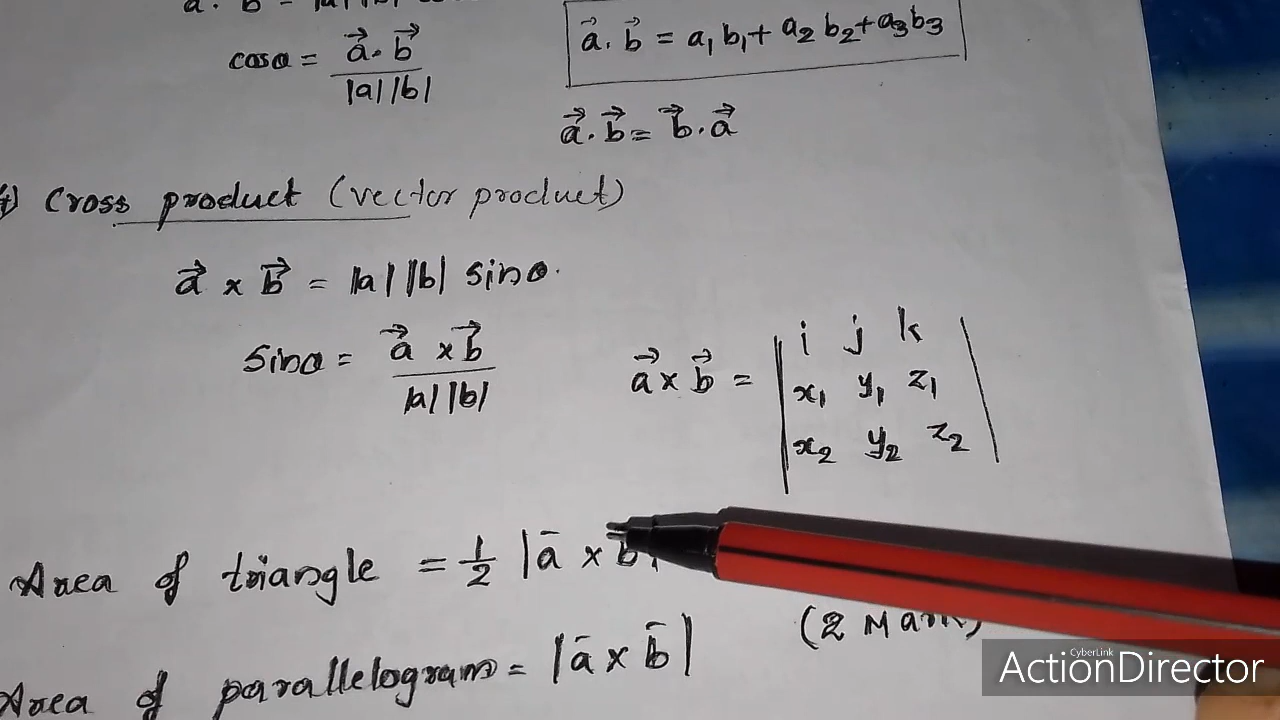 cosθ = a⃗ · b⃗ / |a| |b|
a⃗ . b⃗ = a₁b₁ + a₂b₂ + a₃b₃
a⃗ . b⃗ = b⃗ . a⃗
Cross product (vector product)
a⃗ × b⃗ = |a| |b| sinθ.
sinθ = a⃗ × b⃗ / |a| |b|
a⃗ × b⃗ = | i j k
x₁ y₁ z₁
x₂ y₂ z₂ |
Area of triangle = 1/2 |a̅ × b
(2 Mark)
Area of parallelogram = |a̅ × b̅|
CyberLink
ActionDirector